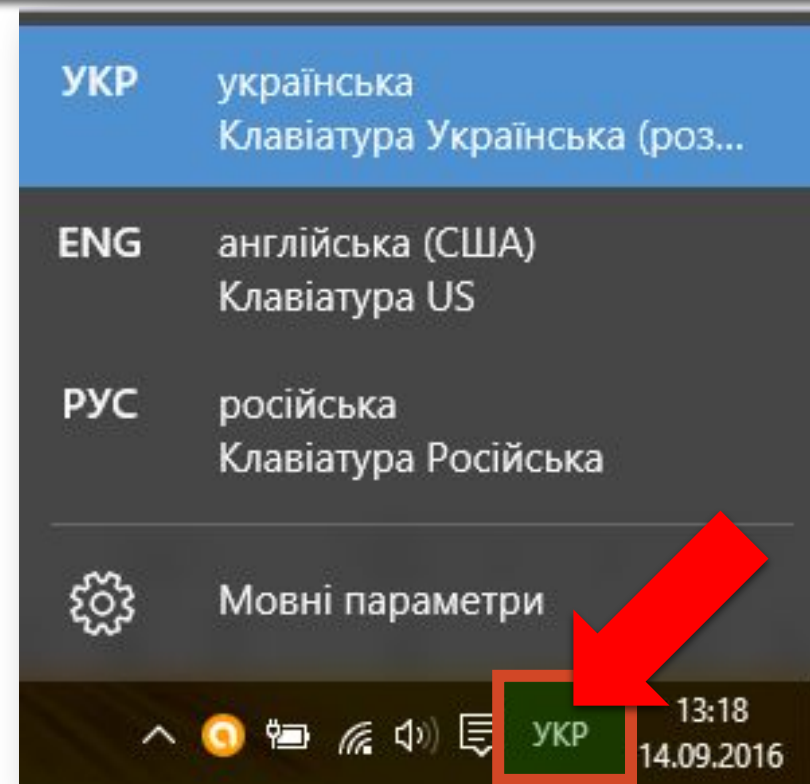 УКР українська
Клавіатура Українська (роз...
ENG англійська (США)
Клавіатура US
РУС російська
Клавіатура Російська
Мовні параметри
УКР 13:18
14.09.2016